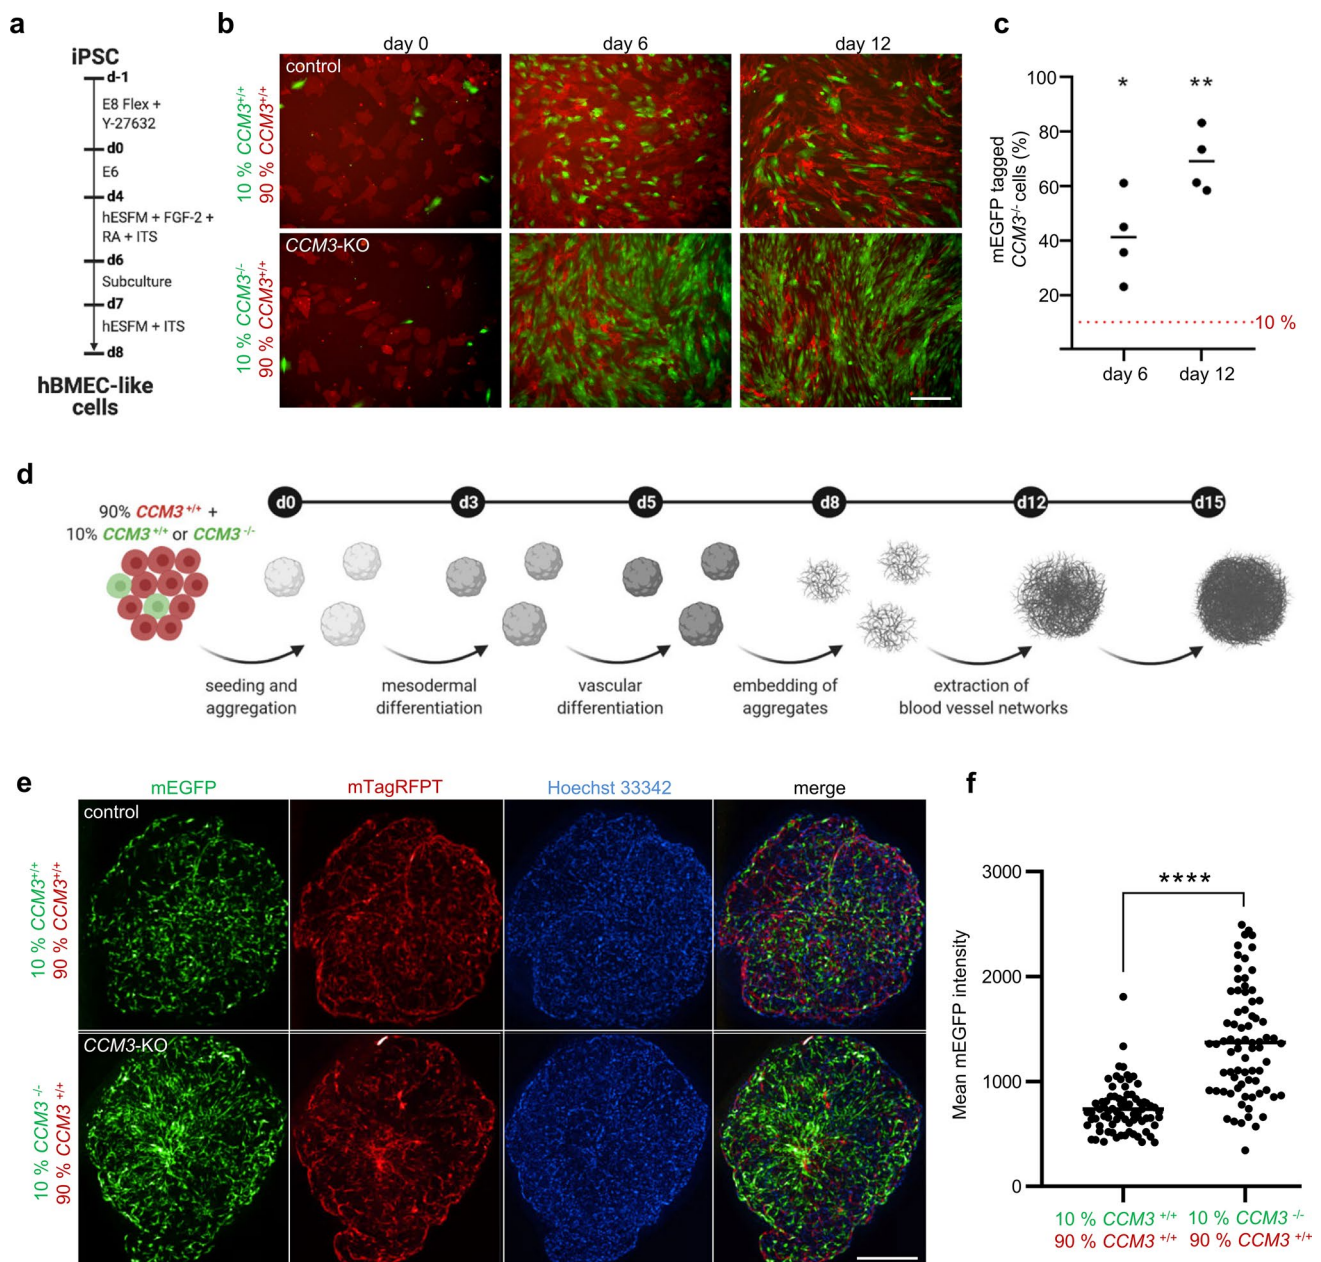 a
iPSC
d-1
E8 Flex +
Y-27632
d0
E6
d4
hESFM + FGF-2 +
RA + ITS
d6
Subculture
d7
hESFM + ITS
d8
hBMEC-like
cells
b
day 0
day 6
day 12
10 % CCM3+/+
90 % CCM3+/+
control
10 % CCM3-/-
90 % CCM3+/+
CCM3-KO
c
mEGFP tagged
CCM3-/- cells (%)
100
80
60
40
20
* **
10 %
day 6
day 12
d
90% CCM3 +/+ +
10% CCM3 +/+ or CCM3 -/-
d0
d3
d5
d8
d12
d15
seeding and
aggregation
mesodermal
differentiation
vascular
differentiation
embedding of
aggregates
extraction of
blood vessel networks
e
mEGFP
mTagRFPT
Hoechst 33342
merge
10 % CCM3+/+
90 % CCM3+/+
control
10 % CCM3 -/-
90 % CCM3 +/+
CCM3-KO
f
Mean mEGFP intensity
3000
2000
1000
0
****
10 % CCM3 +/+
90 % CCM3 +/+
10 % CCM3 -/-
90 % CCM3 +/+